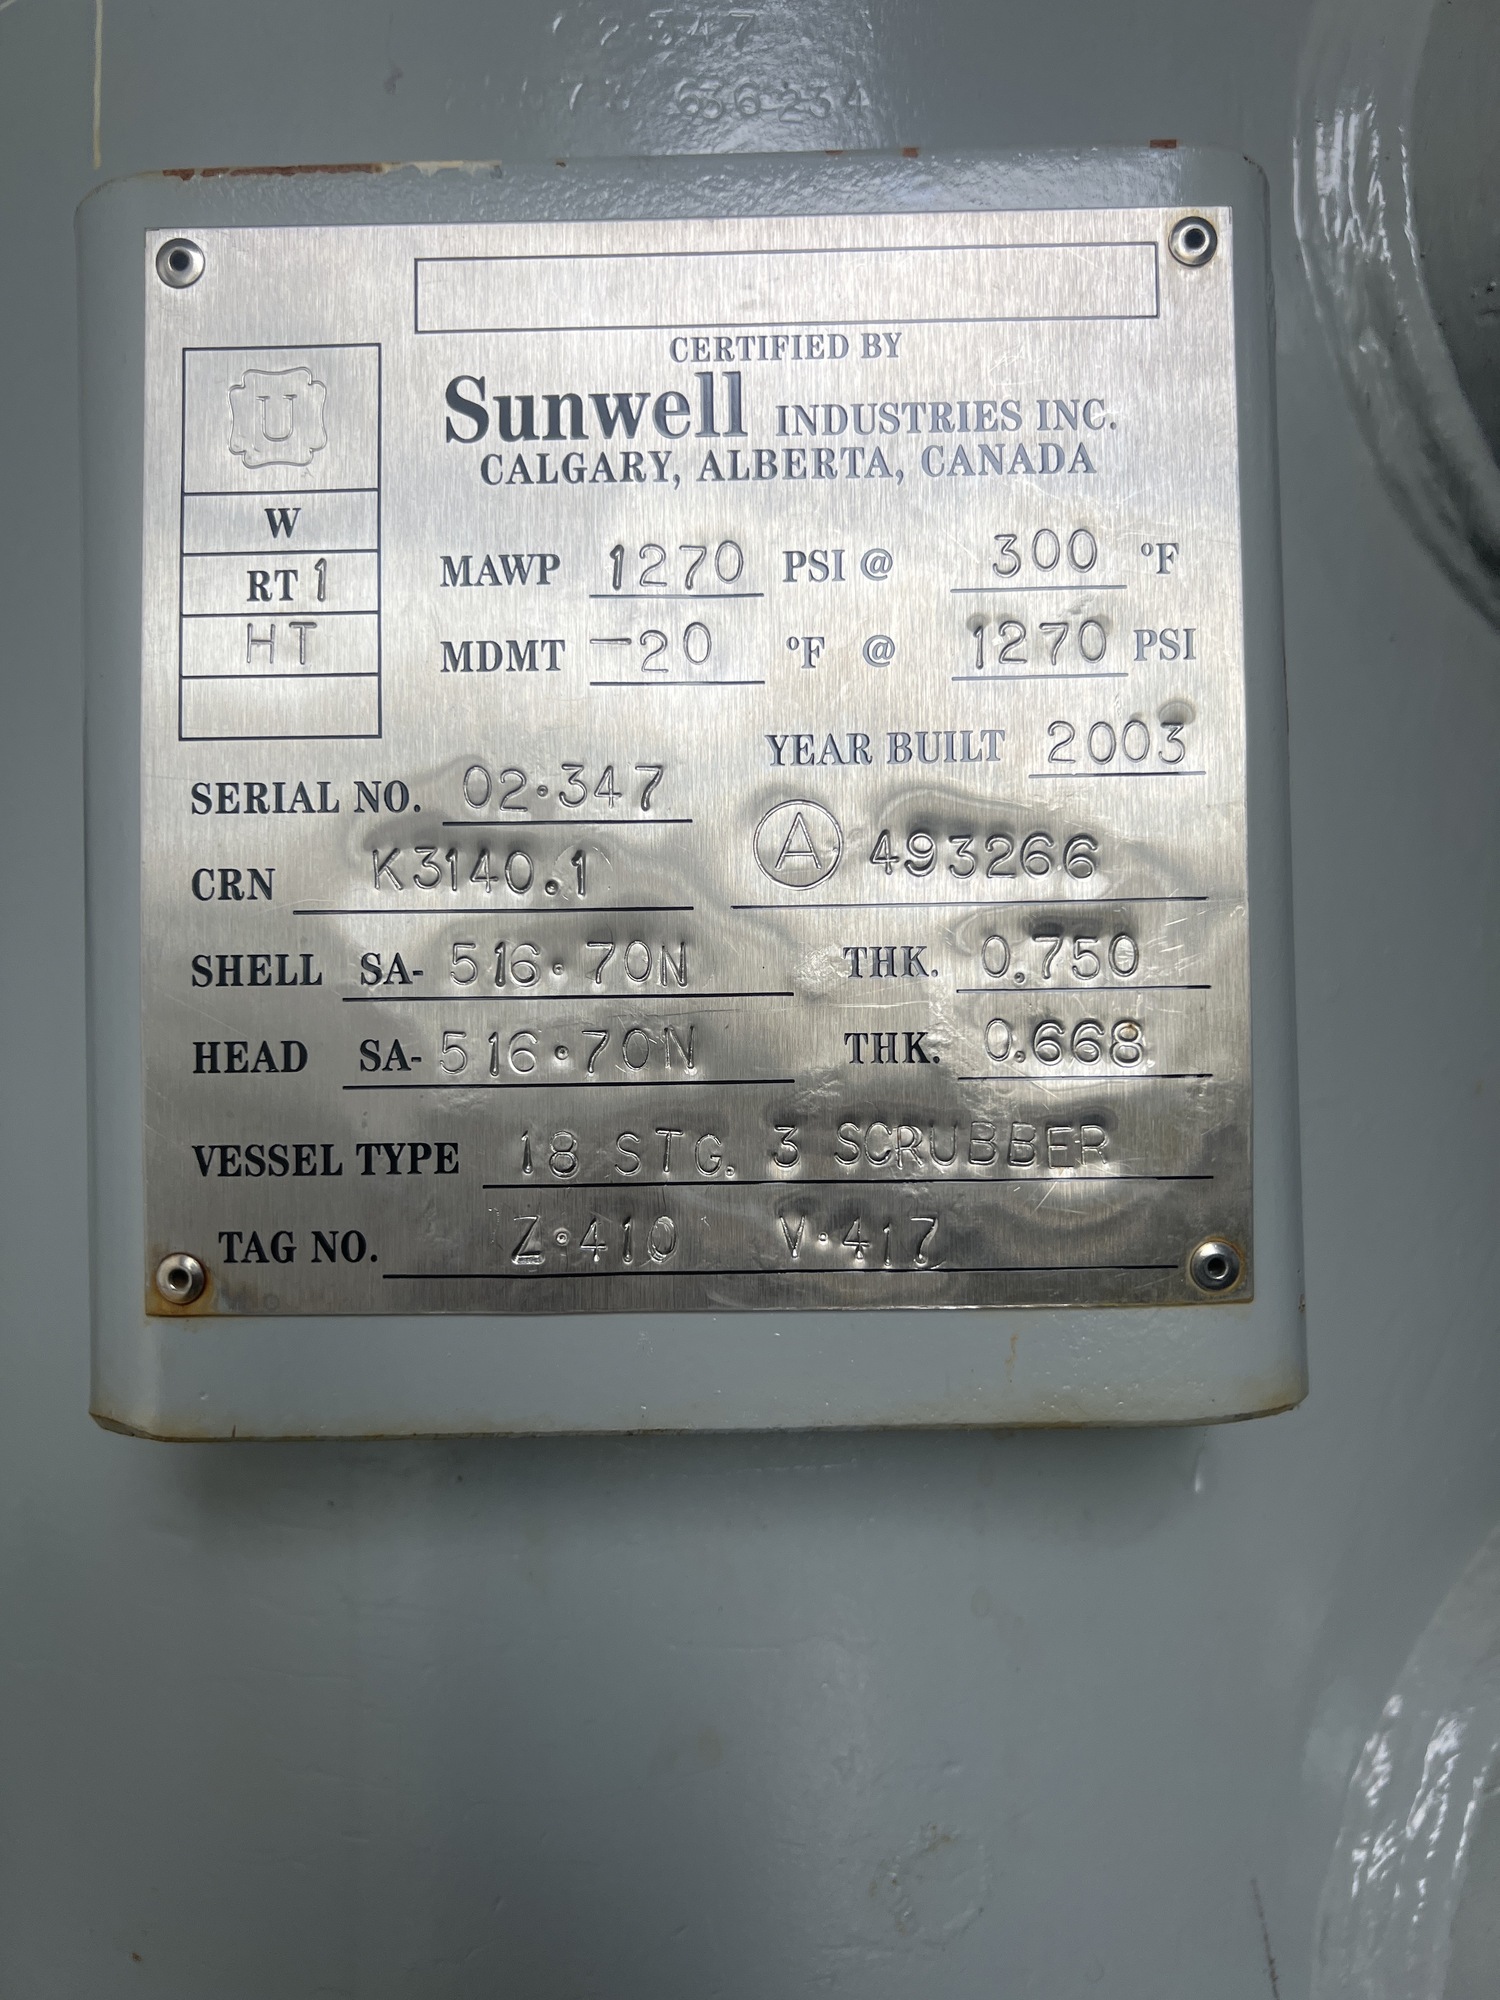 636234
CERTIFIED BY
Sunwell INDUSTRIES INC.
CALGARY, ALBERTA, CANADA
U
W
RT 1
HT
MAWP 1270 PSI @ 300 °F
MDMT -20 °F @ 1270 PSI
YEAR BUILT 2003
SERIAL NO. 02·347
CRN K3140.1
A 493266
SHELL SA- 516·70N THK. 0.750
HEAD SA- 516·70N THK. 0.668
VESSEL TYPE 18 STG. 3 SCRUBBER
TAG NO. Z·410 V·417